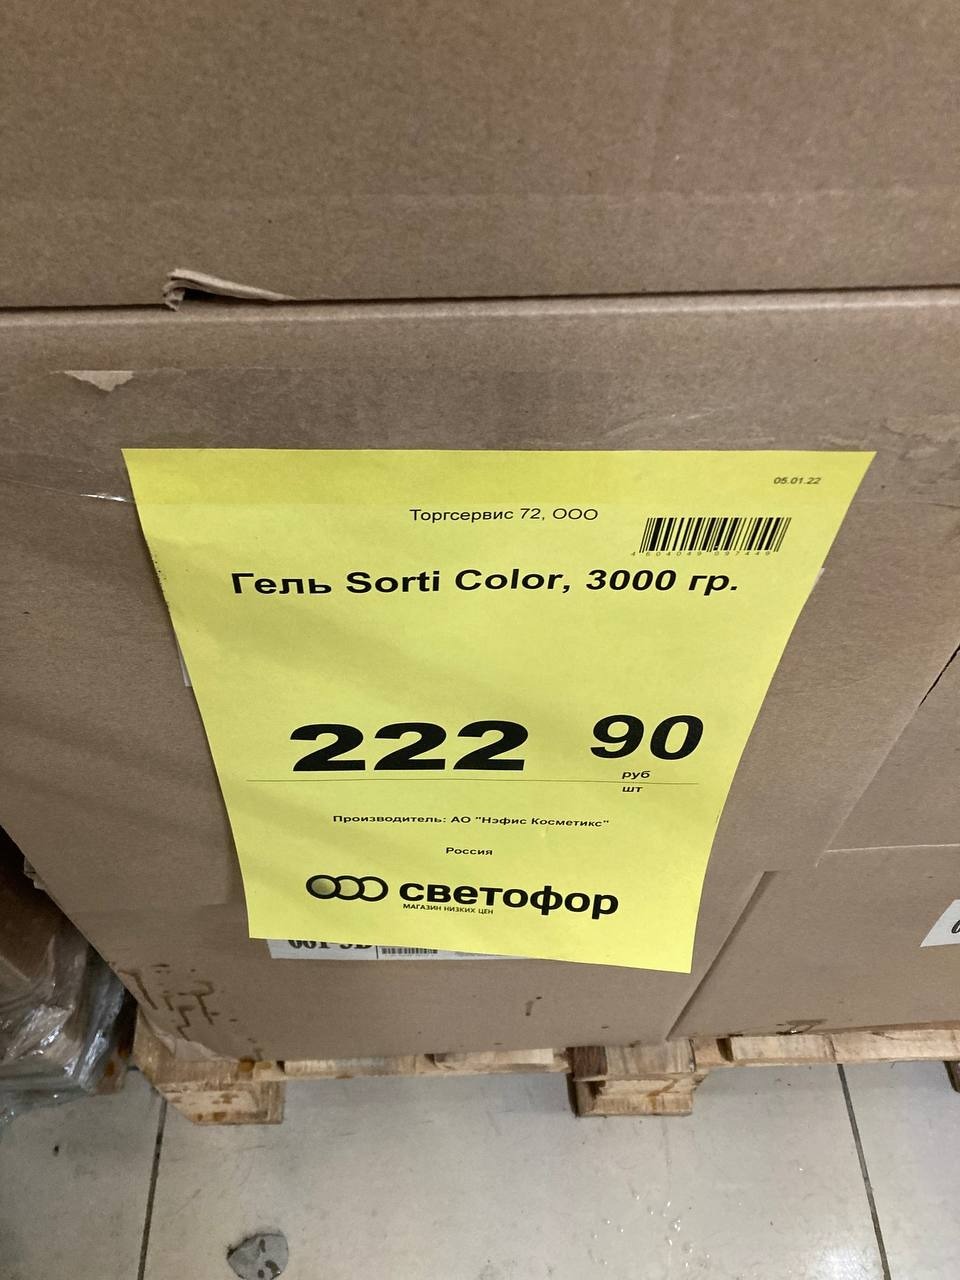 05.01.22
Торгсервис 72, ООО
Гель Sorti Color, 3000 гр.
222 90
руб
шт
Производитель: АО "Нэфис Косметикс"
Россия
светофор
МАГАЗИН НИЗКИХ ЦЕН